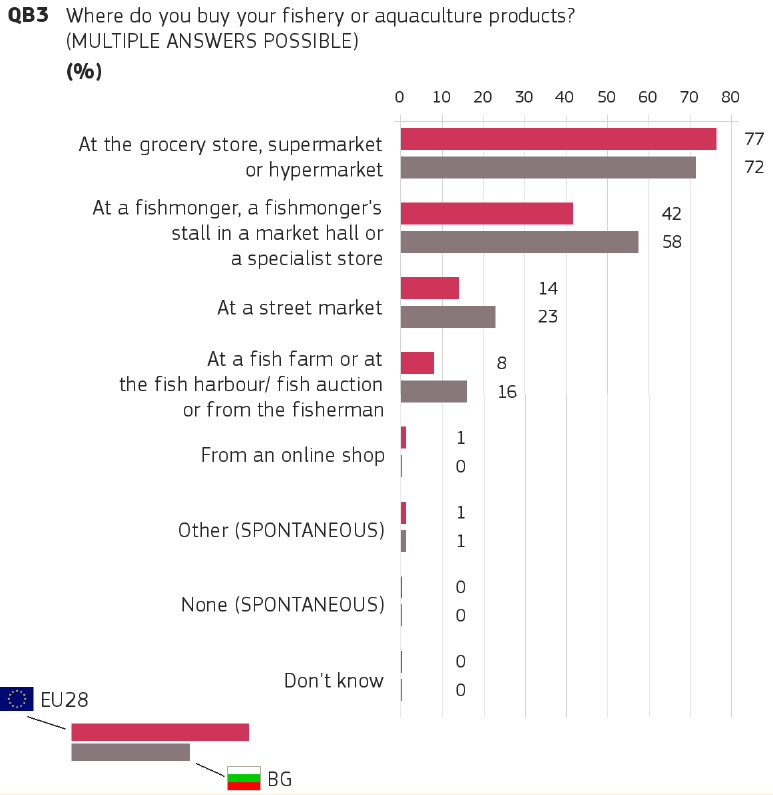 QB3 Where do you buy your fishery or aquaculture products?
(MULTIPLE ANSWERS POSSIBLE)
(%)
0 10 20 30 40 50 60 70 80
At the grocery store, supermarket
or hypermarket
77
72
At a fishmonger, a fishmonger's
stall in a market hall or
a specialist store
42
58
At a street market
14
23
At a fish farm or at
the fish harbour/ fish auction
or from the fisherman
8
16
From an online shop
1
0
Other (SPONTANEOUS)
1
1
None (SPONTANEOUS)
0
0
Don't know
0
0
EU28
BG